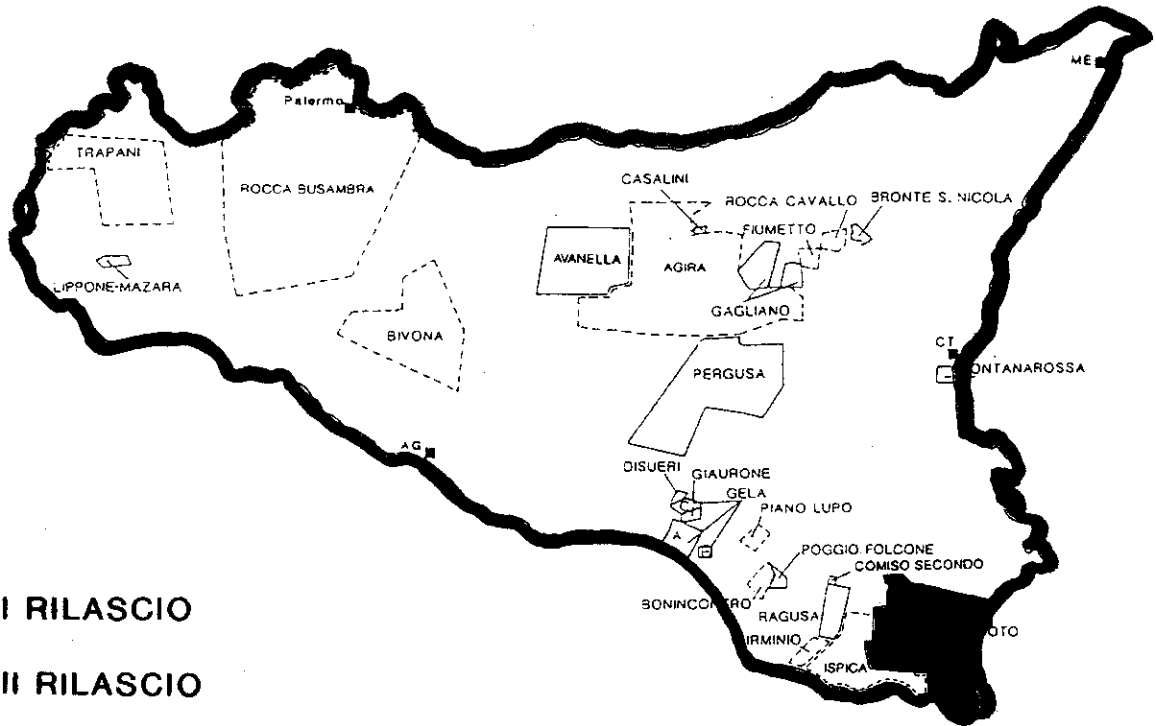 ME
Palermo
TRAPANI
ROCCA BUSAMBRA
CASALINI
ROCCA CAVALLO
BRONTE S. NICOLA
FIUMETTO
AVANELLA
AGIRA
LIPPONE-MAZARA
GAGLIANO
BIVONA
CT
ONTANAROSSA
PERGUSA
AG
DISUERI
GIAURONE
GELA
C
PIANO LUPO
A
B
POGGIO FOLCONE
COMISO SECONDO
BONINCONTRO
I RILASCIO
RAGUSA
IRMINIO
OTO
ISPICA
II RILASCIO